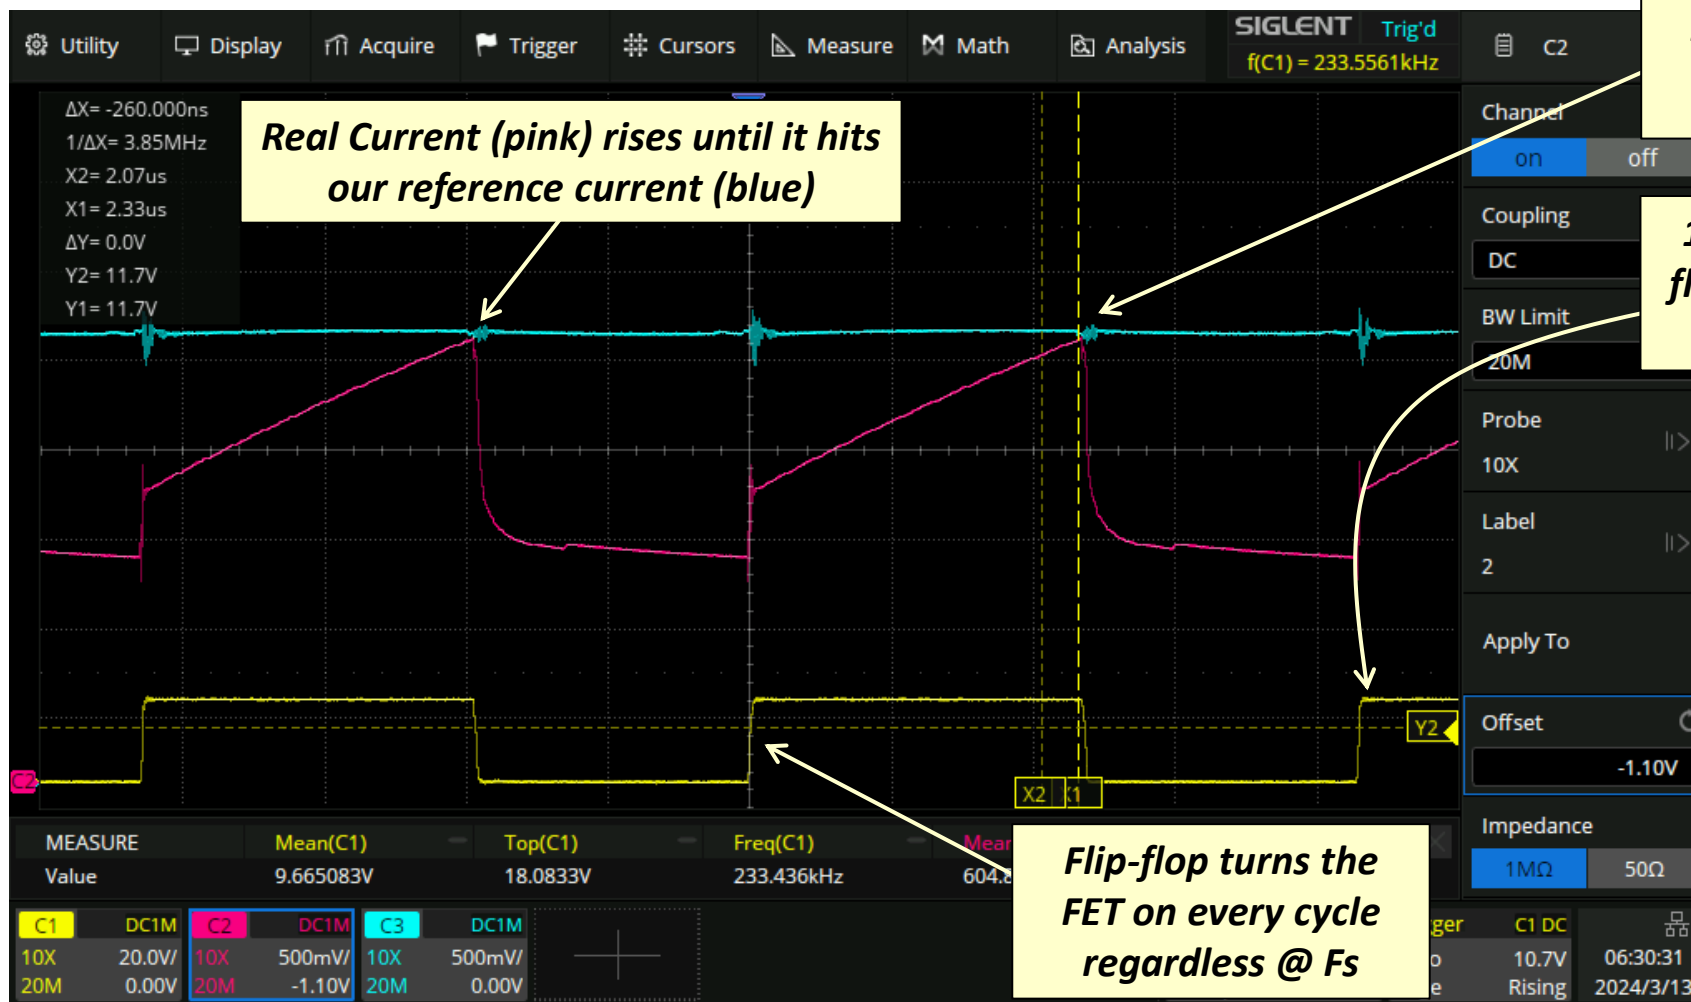 Utility Display Acquire Trigger Cursors Measure Math Analysis SIGLENT Trig'd C2
f(C1) = 233.5561kHz
ΔX= -260.000ns
1/ΔX= 3.85MHz
X2= 2.07us
X1= 2.33us
ΔY= 0.0V
Y2= 11.7V
Y1= 11.7V
Real Current (pink) rises until it hits
our reference current (blue)
Channel
on off
Coupling
DC
BW Limit
20M
Probe
10X
Label
2
Apply To
Offset
-1.10V
Impedance
1MΩ 50Ω
Y2
C2
X2 X1
Flip-flop turns the
FET on every cycle
regardless @ Fs
MEASURE Mean(C1) Top(C1) Freq(C1)
Value 9.665083V 18.0833V 233.436kHz 604.8
C1 DC1M C2 DC1M C3 DC1M
10X 20.0V/ 10X 500mV/ 10X 500mV/
20M 0.00V 20M -1.10V 20M 0.00V
C1 DC
10.7V
Rising
06:30:31
2024/3/13